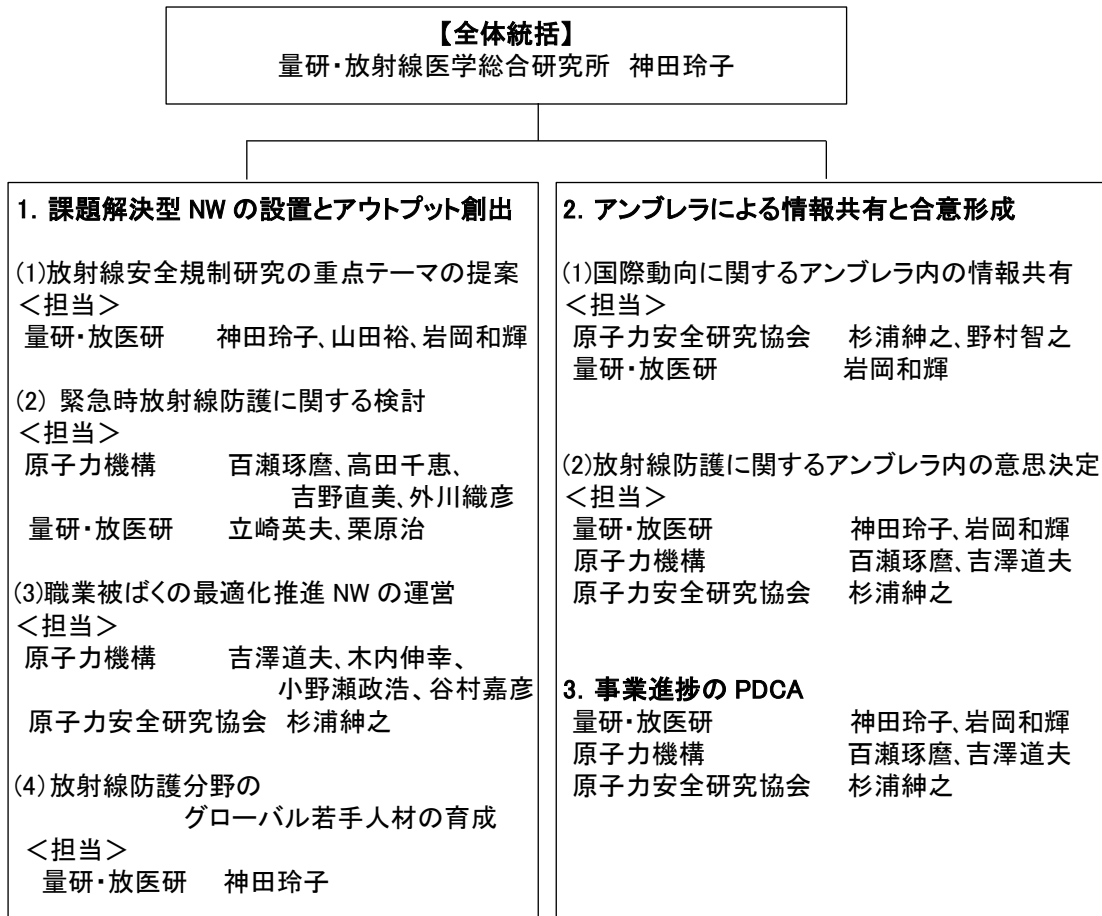 【全体統括】
量研・放射線医学総合研究所　神田玲子
1．課題解決型 NW の設置とアウトプット創出
(1)放射線安全規制研究の重点テーマの提案
＜担当＞
量研・放医研　神田玲子、山田裕、岩岡和輝
(2) 緊急時放射線防護に関する検討
＜担当＞
原子力機構　百瀬琢麿、高田千恵、
吉野直美、外川織彦
量研・放医研　立崎英夫、栗原治
(3)職業被ばくの最適化推進 NW の運営
＜担当＞
原子力機構　吉澤道夫、木内伸幸、
小野瀬政浩、谷村嘉彦
原子力安全研究協会　杉浦紳之
(4)放射線防護分野の
グローバル若手人材の育成
＜担当＞
量研・放医研　神田玲子
2．アンブレラによる情報共有と合意形成
(1)国際動向に関するアンブレラ内の情報共有
＜担当＞
原子力安全研究協会　杉浦紳之、野村智之
量研・放医研　岩岡和輝
(2)放射線防護に関するアンブレラ内の意思決定
＜担当＞
量研・放医研　神田玲子、岩岡和輝
原子力機構　百瀬琢麿、吉澤道夫
原子力安全研究協会　杉浦紳之
3．事業進捗の PDCA
量研・放医研　神田玲子、岩岡和輝
原子力機構　百瀬琢麿、吉澤道夫
原子力安全研究協会　杉浦紳之